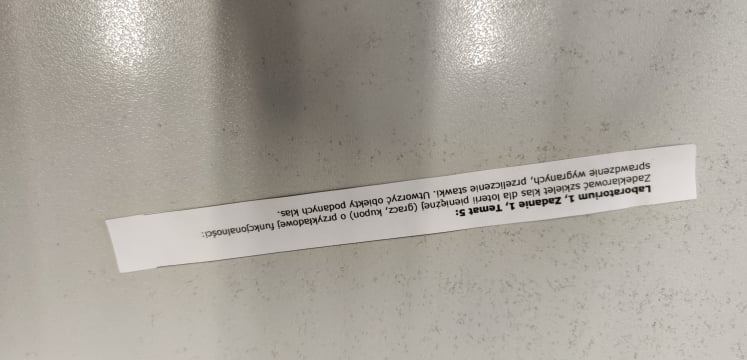 Laboratorium 1, Zadanie 1, Temat 5:
Zadeklarować szkielet klas dla loterii pieniężnej (gracz, kupon) o przykładowej funkcjonalności:
sprawdzenie wygranych, przeliczenie stawki. Utworzyć obiekty podanych klas.